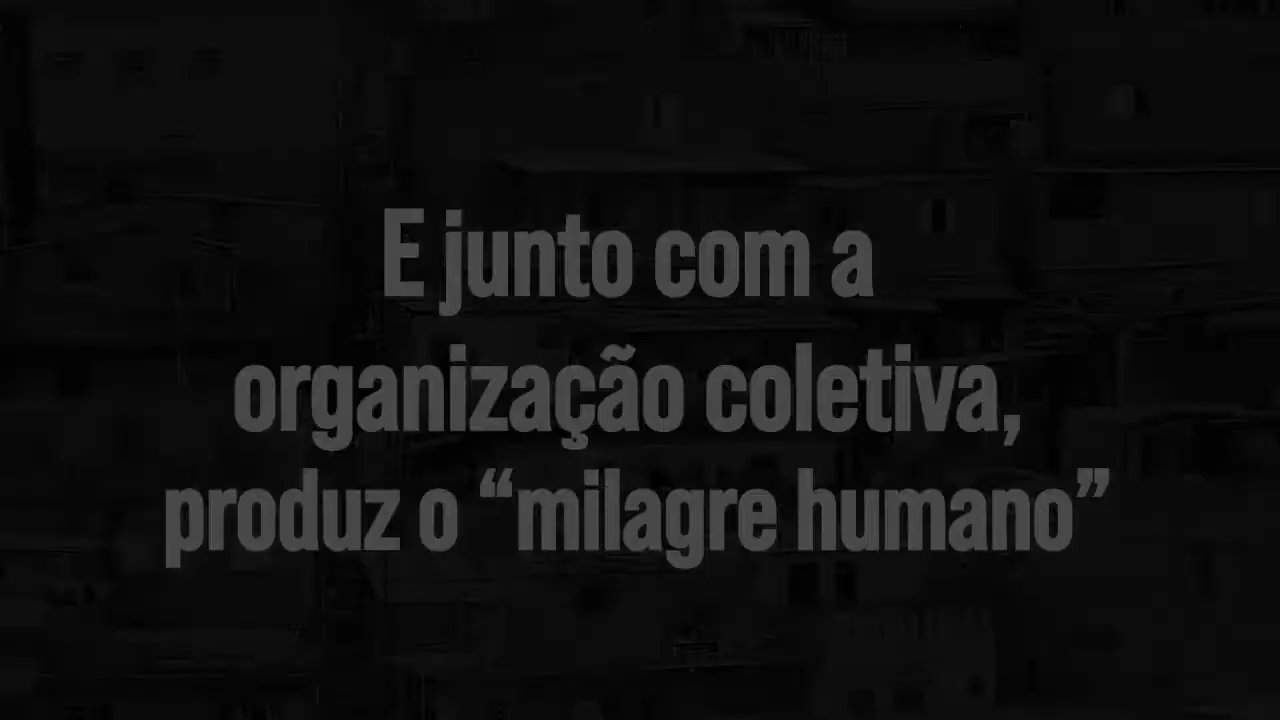 E junto com a
organização coletiva,
produz o “milagre humano”